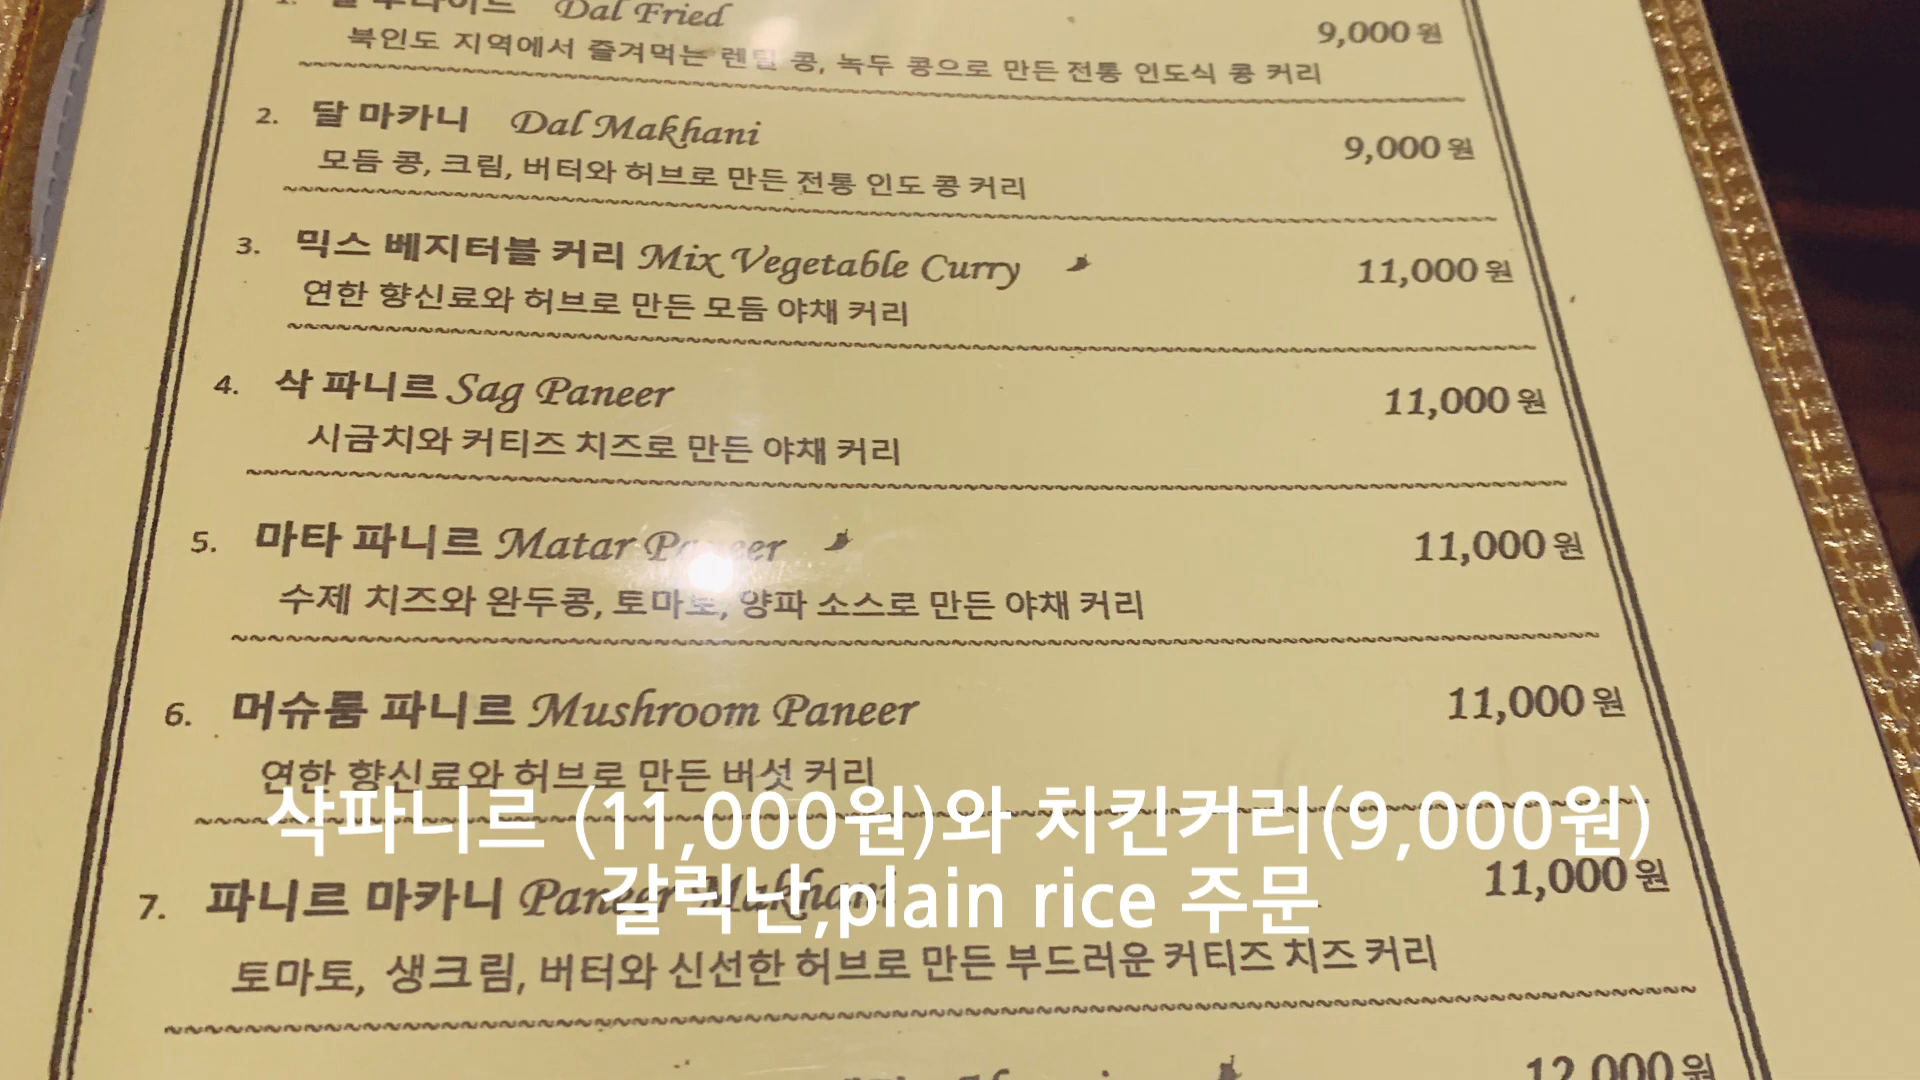 Dal Fried 9,000원
북인도 지역에서 즐겨먹는 렌틸 콩, 녹두 콩으로 만든 전통 인도식 콩 커리
2. 달 마카니 Dal Makhani 9,000원
모듬 콩, 크림, 버터와 허브로 만든 전통 인도 콩 커리
3. 믹스 베지터블 커리 Mix Vegetable Curry 11,000원
연한 향신료와 허브로 만든 모듬 야채 커리
4. 삭 파니르 Sag Paneer 11,000원
시금치와 커티즈 치즈로 만든 야채 커리
5. 마타 파니르 Matar Paneer 11,000원
수제 치즈와 완두콩, 토마토, 양파 소스로 만든 야채 커리
6. 머슈룸 파니르 Mushroom Paneer 11,000원
연한 향신료와 허브로 만든 버섯 커리
삭파니르 (11,000원)와 치킨커리(9,000원)
갈릭난,plain rice 주문
7. 파니르 마카니 Paneer Makhani 11,000원
토마토, 생크림, 버터와 신선한 허브로 만든 부드러운 커티즈 치즈 커리
12,000원